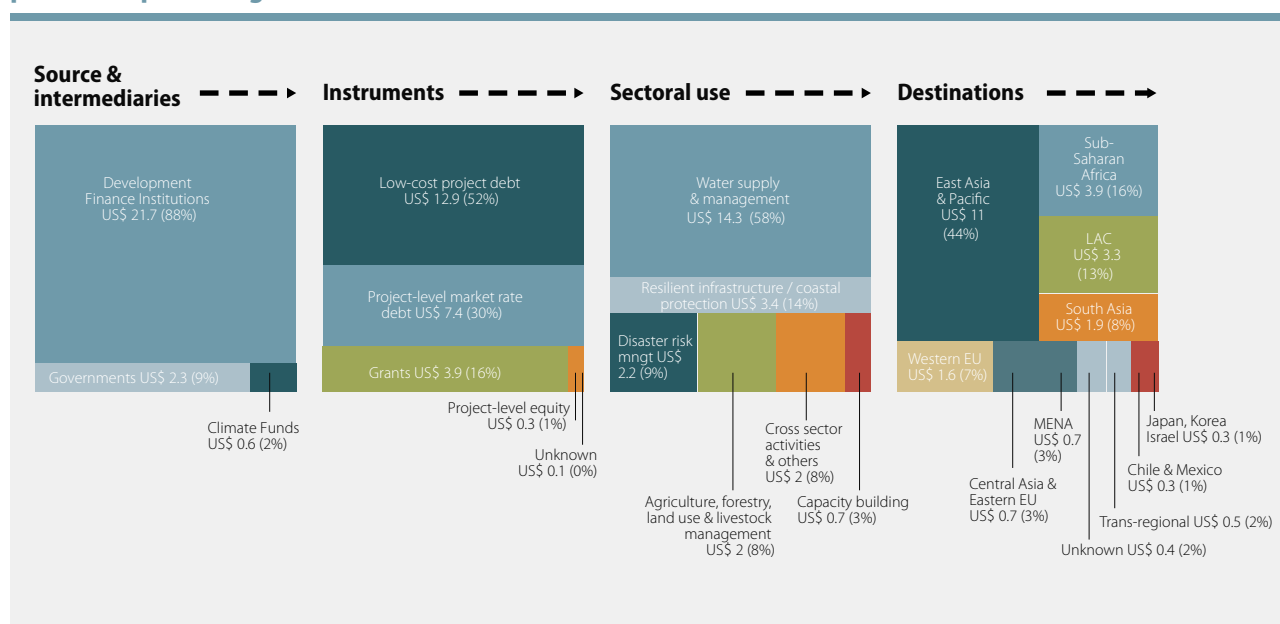 Source &
intermediaries
Instruments
Sectoral use
Destinations
Development
Finance Institutions
US$ 21.7 (88%)
Governments US$ 2.3 (9%)
Climate Funds
US$ 0.6 (2%)
Low-cost project debt
US$ 12.9 (52%)
Project-level market rate
debt US$ 7.4 (30%)
Grants US$ 3.9 (16%)
Project-level equity
US$ 0.3 (1%)
Unknown
US$ 0.1 (0%)
Water supply
& management
US$ 14.3 (58%)
Resilient infrastructure / coastal
protection US$ 3.4 (14%)
Disaster risk
mngt US$
2.2 (9%)
Cross sector
activities
& others
US$ 2 (8%)
Agriculture, forestry,
land use & livestock
management
US$ 2 (8%)
Capacity building
US$ 0.7 (3%)
East Asia
& Pacific
US$ 11
(44%)
Sub-
Saharan
Africa
US$ 3.9 (16%)
LAC
US$ 3.3
(13%)
South Asia
US$ 1.9 (8%)
Western EU
US$ 1.6 (7%)
MENA
US$ 0.7
(3%)
Central Asia &
Eastern EU
US$ 0.7 (3%)
Japan, Korea
Israel US$ 0.3 (1%)
Chile & Mexico
US$ 0.3 (1%)
Trans-regional US$ 0.5 (2%)
Unknown US$ 0.4 (2%)